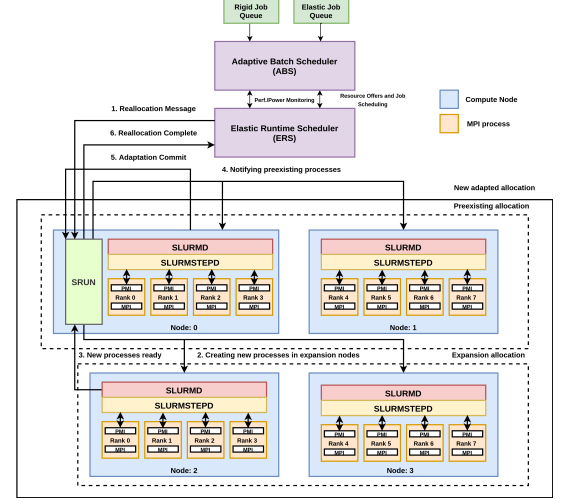 Rigid Job
Queue
Elastic Job
Queue
Adaptive Batch Scheduler
(ABS)
Perf./Power Monitoring
Resource Offers and Job
Scheduling
Elastic Runtime Scheduler
(ERS)
Compute Node
MPI process
1. Reallocation Message
6. Reallocation Complete
5. Adaptation Commit
4. Notifying preexisting processes
New adapted allocation
Preexisting allocation
SRUN
SLURMD
SLURMSTEPD
PMI
Rank 0
MPI
PMI
Rank 1
MPI
PMI
Rank 2
MPI
PMI
Rank 3
MPI
Node: 0
SLURMD
SLURMSTEPD
PMI
Rank 4
MPI
PMI
Rank 5
MPI
PMI
Rank 6
MPI
PMI
Rank 7
MPI
Node: 1
3. New processes ready
2. Creating new processes in expansion nodes
Expansion allocation
SLURMD
SLURMSTEPD
PMI
Rank 0
MPI
PMI
Rank 1
MPI
PMI
Rank 2
MPI
PMI
Rank 3
MPI
Node: 2
SLURMD
SLURMSTEPD
PMI
Rank 4
MPI
PMI
Rank 5
MPI
PMI
Rank 6
MPI
PMI
Rank 7
MPI
Node: 3